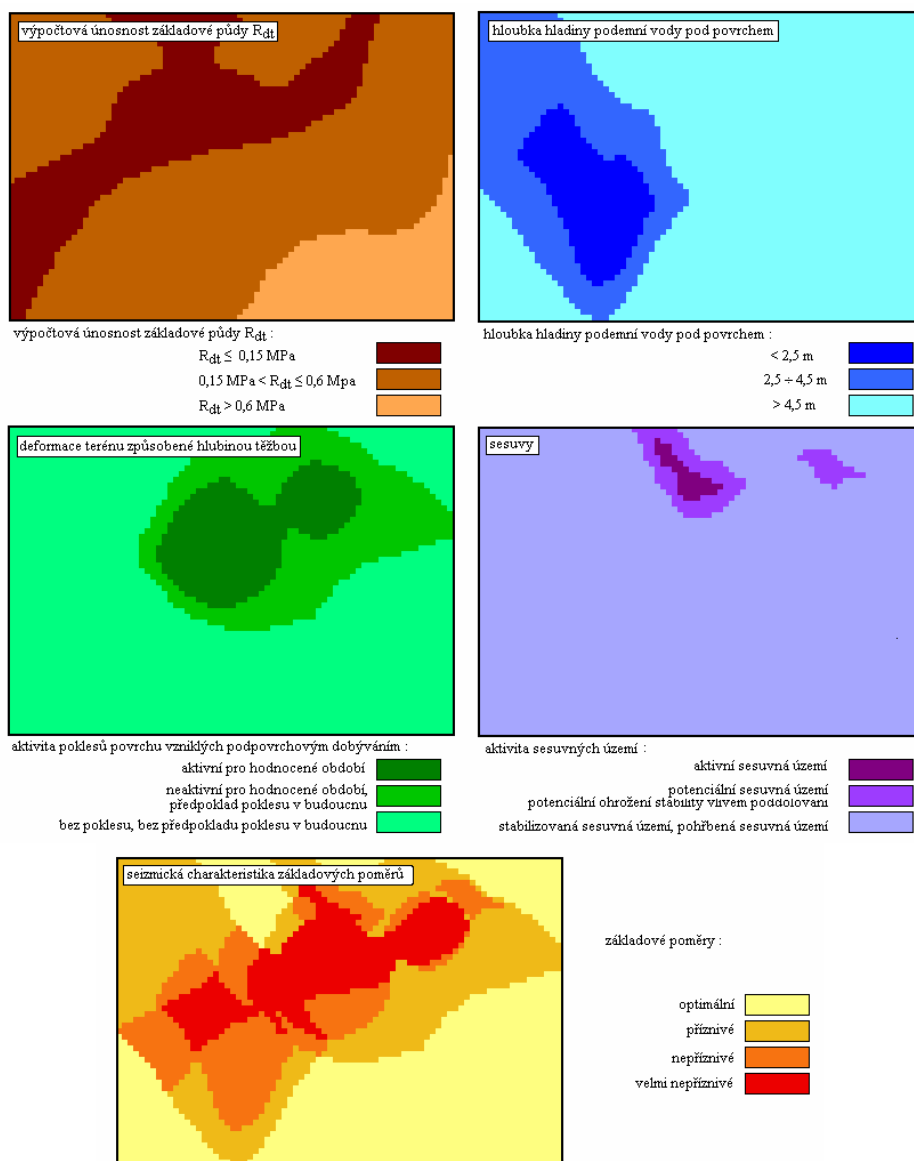 výpočtová únosnost základové půdy Rdt
hloubka hladiny podemní vody pod povrchem
výpočtová únosnost základové půdy Rdt :
Rdt ≤ 0,15 MPa
0,15 MPa < Rdt ≤ 0,6 Mpa
Rdt > 0,6 MPa
hloubka hladiny podemní vody pod povrchem :
< 2,5 m
2,5 ÷ 4,5 m
> 4,5 m
deformace terénu způsobené hlubinou těžbou
sesuvy
aktivita poklesů povrchu vzniklých podpovrchovým dobýváním :
aktivní pro hodnocené období
neaktivní pro hodnocené období,
předpoklad poklesu v budoucnu
bez poklesu, bez předpokladu poklesu v budoucnu
aktivita sesuvných území :
aktivní sesuvná území
potenciální sesuvná území
potenciální ohrožení stability vlivem poddolování
stabilizovaná sesuvná území, pohřbená sesuvná území
seizmická charakteristika základových poměrů
základové poměry :
optimální
příznivé
nepříznivé
velmi nepříznivé